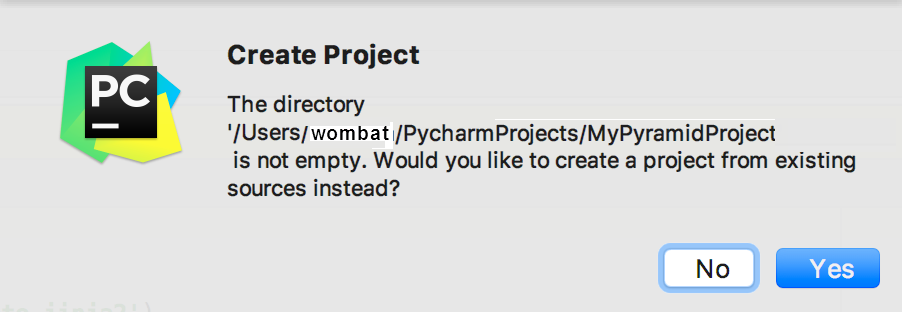 Create Project
PC
The directory
'/Users/wombat/PycharmProjects/MyPyramidProject
is not empty. Would you like to create a project from existing
sources instead?
No
Yes